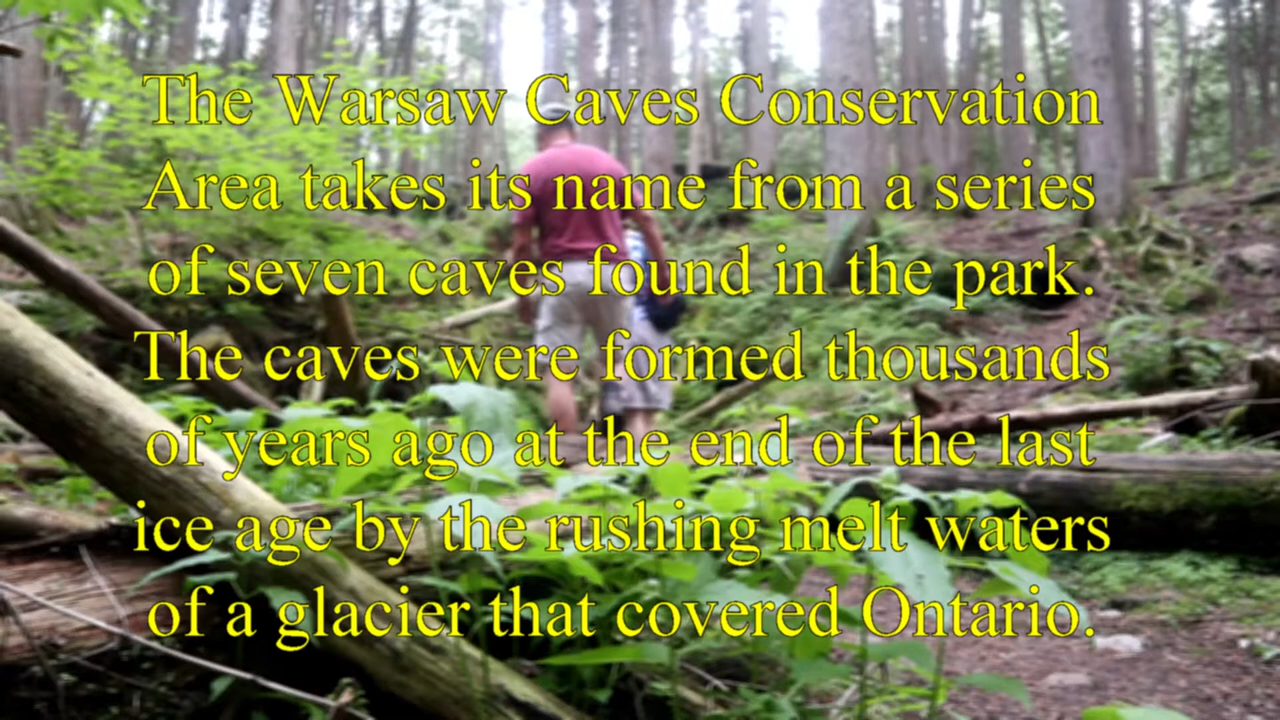 The Warsaw Caves Conservation
Area takes its name from a series
of seven caves found in the park.
The caves were formed thousands
of years ago at the end of the last
ice age by the rushing melt waters
of a glacier that covered Ontario.